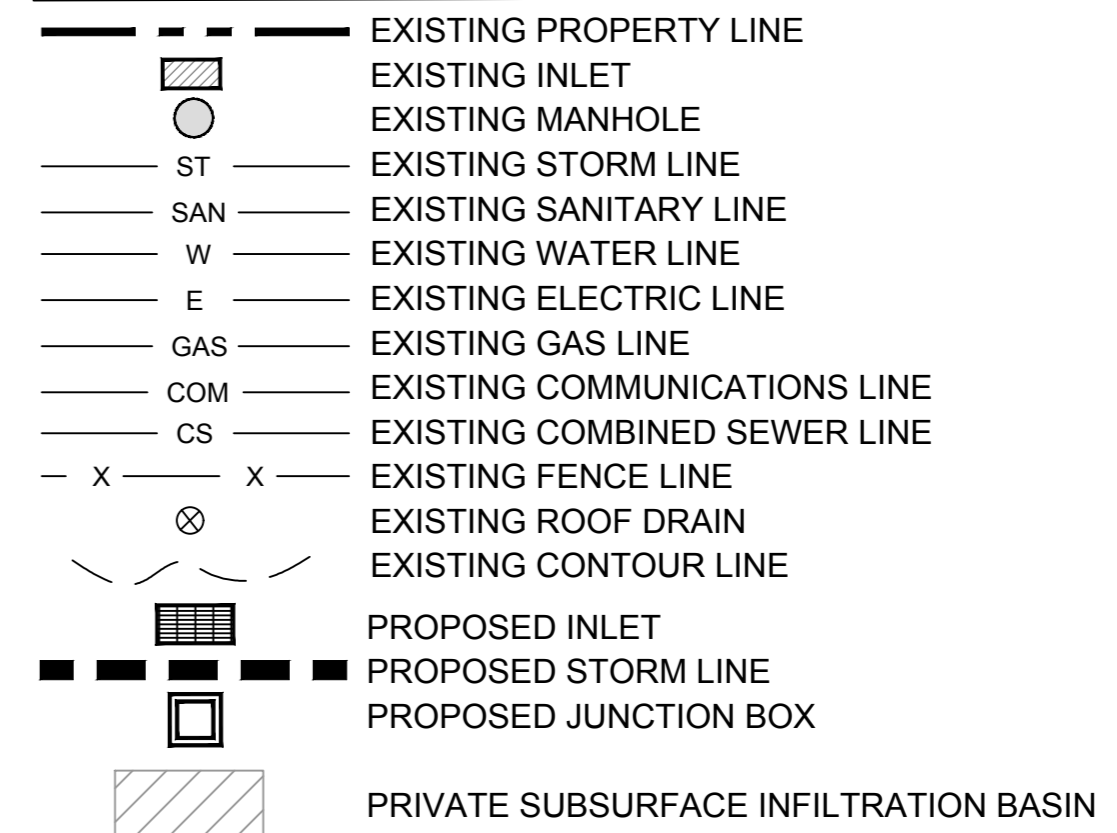 EXISTING PROPERTY LINE
EXISTING INLET
EXISTING MANHOLE
ST EXISTING STORM LINE
SAN EXISTING SANITARY LINE
W EXISTING WATER LINE
E EXISTING ELECTRIC LINE
GAS EXISTING GAS LINE
COM EXISTING COMMUNICATIONS LINE
CS EXISTING COMBINED SEWER LINE
X X EXISTING FENCE LINE
EXISTING ROOF DRAIN
EXISTING CONTOUR LINE
PROPOSED INLET
PROPOSED STORM LINE
PROPOSED JUNCTION BOX
PRIVATE SUBSURFACE INFILTRATION BASIN